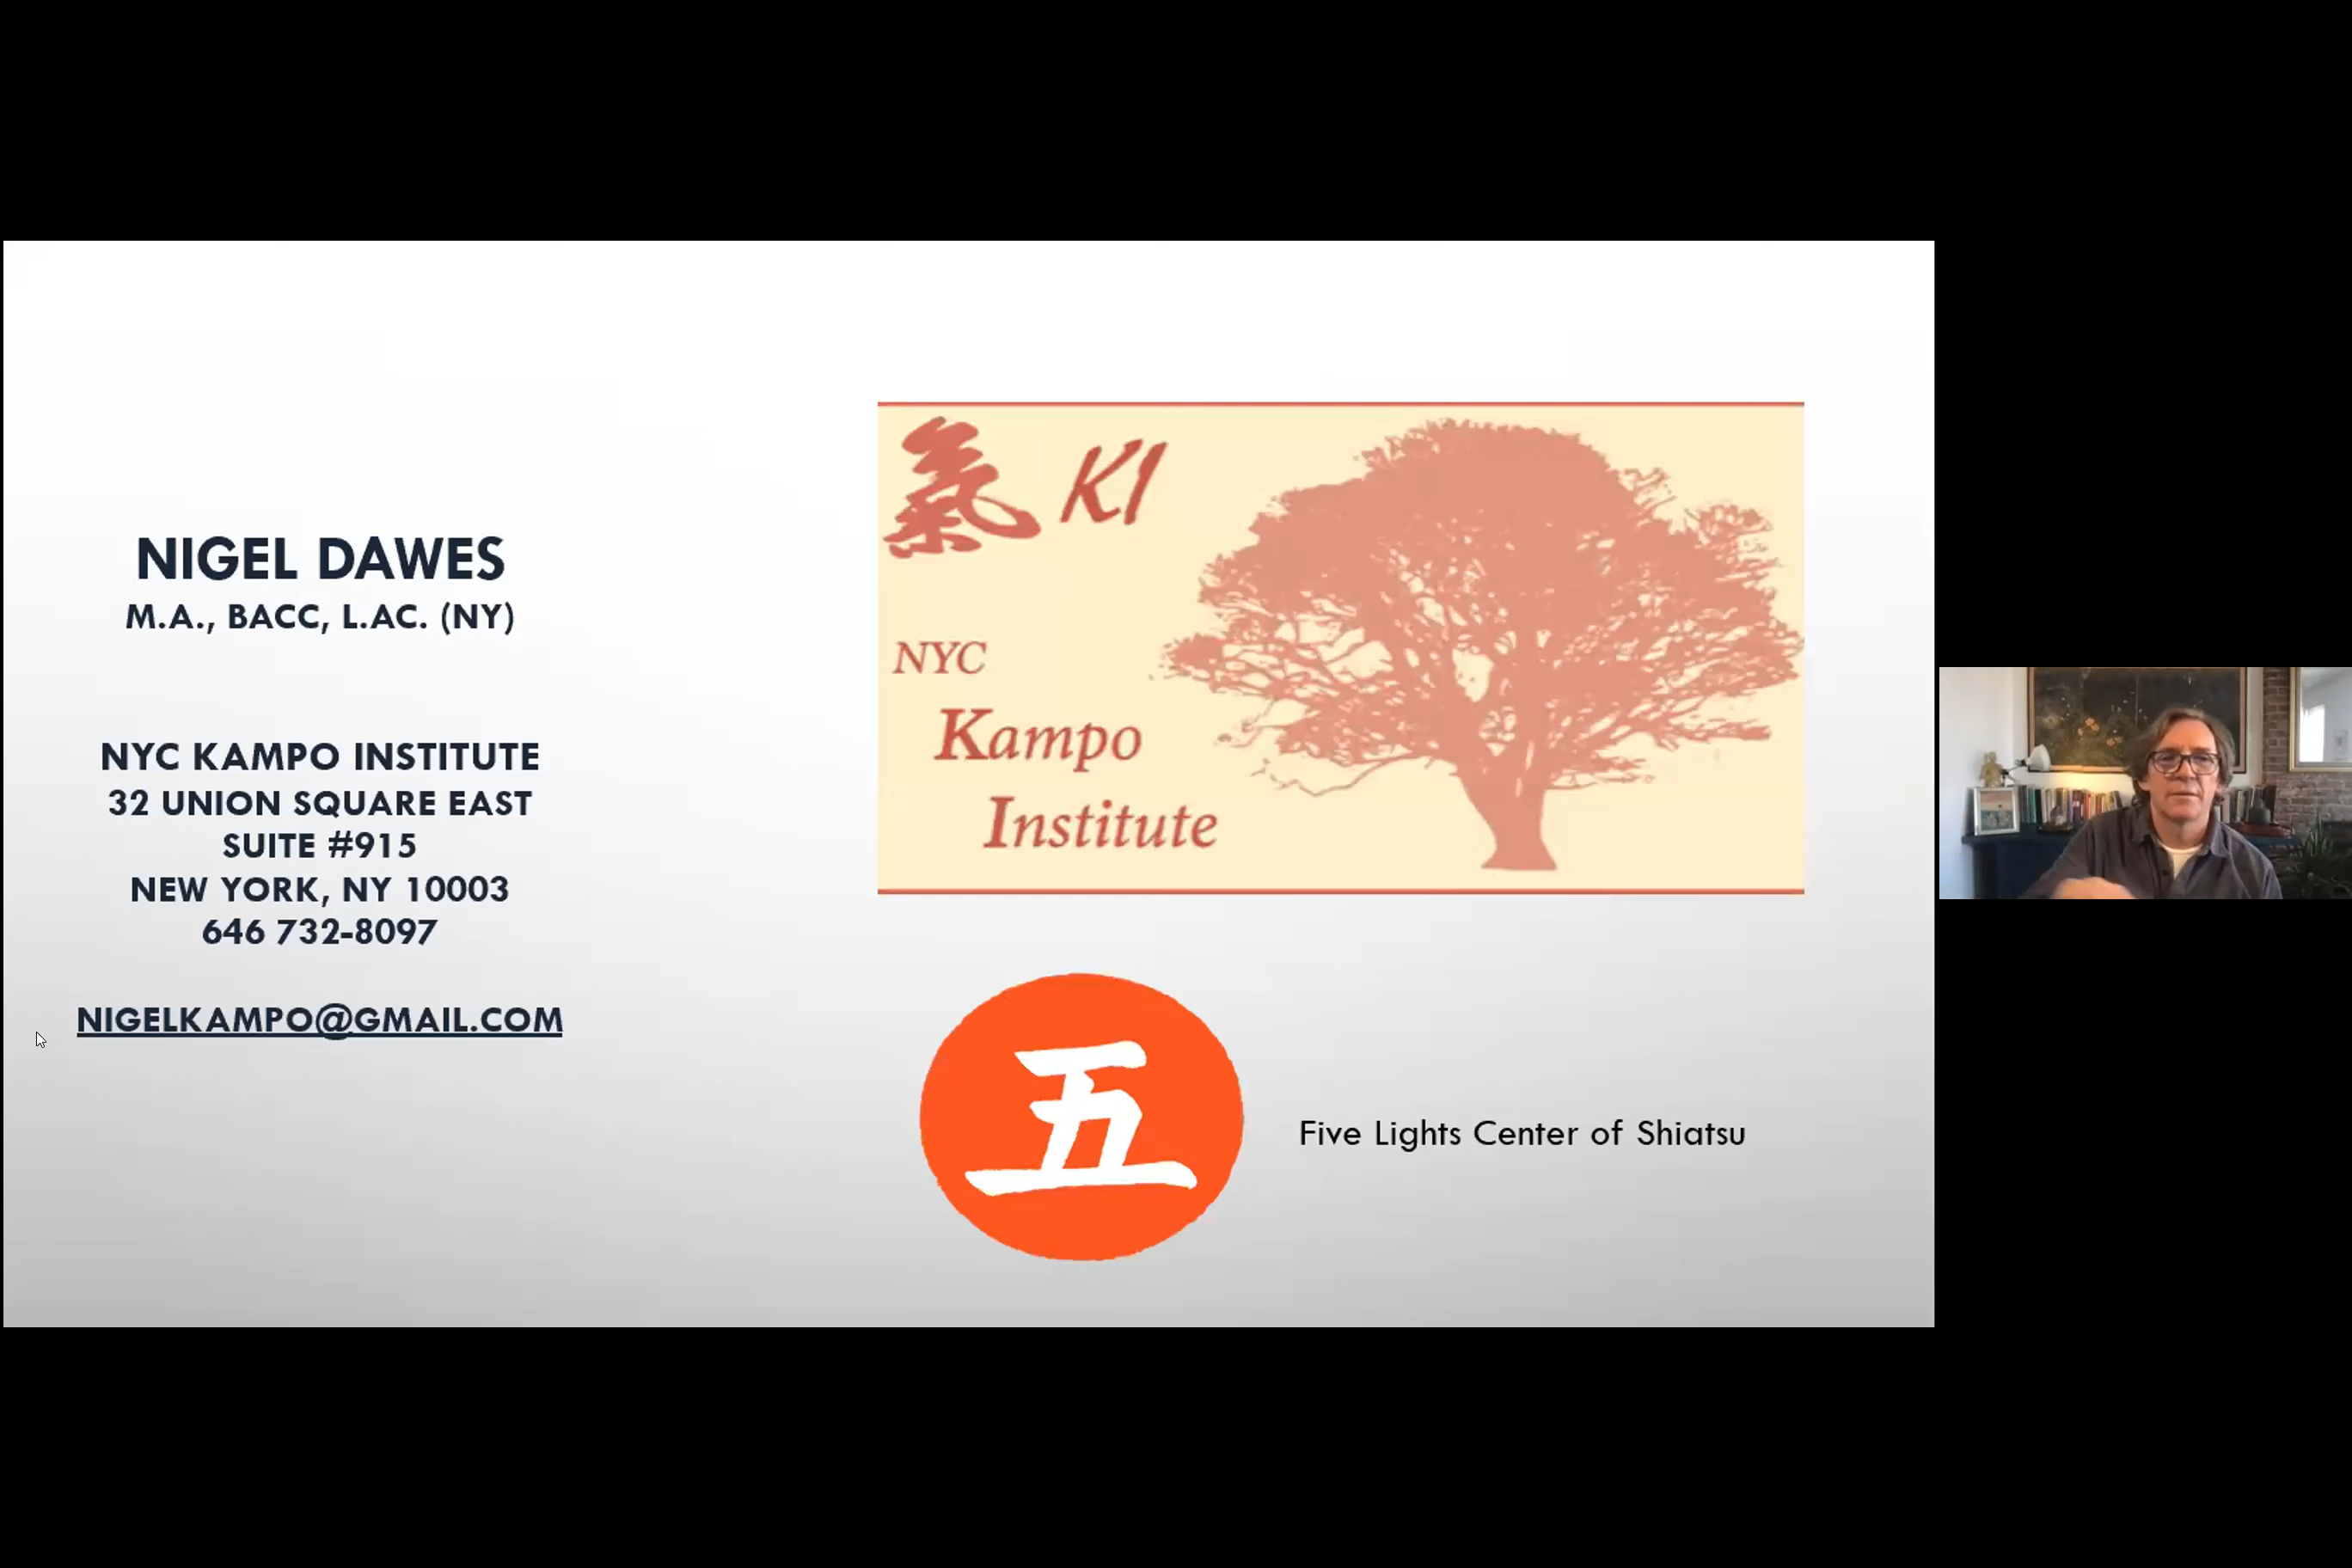 NIGEL DAWES
M.A., BACC, L.AC. (NY)
NYC KAMPO INSTITUTE
32 UNION SQUARE EAST
SUITE #915
NEW YORK, NY 10003
646 732-8097
NIGELKAMPO@GMAIL.COM
氣 KI
NYC
Kampo
Institute
五
Five Lights Center of Shiatsu